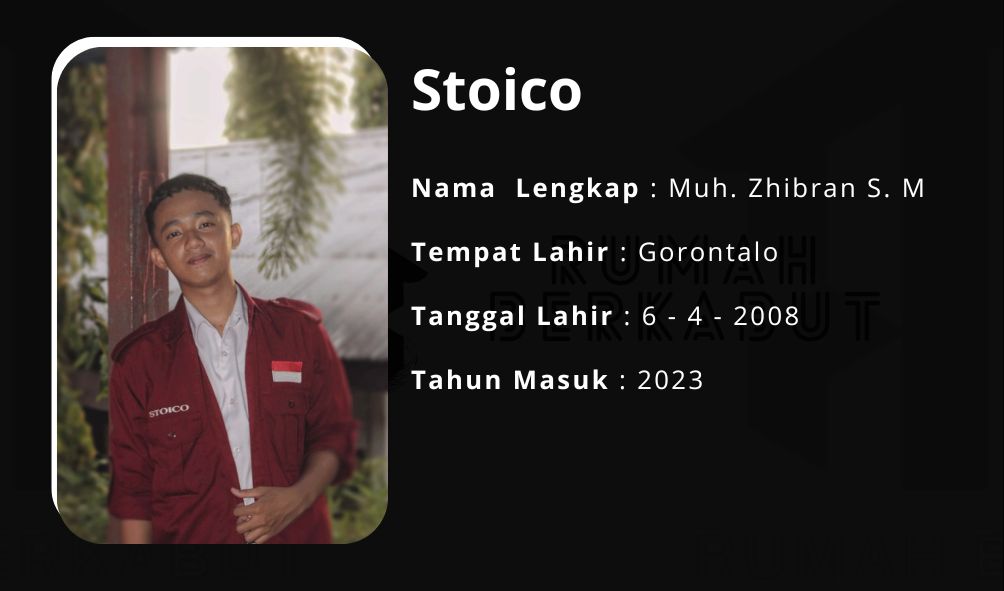 Stoico
Nama Lengkap : Muh. Zhibran S. M
Tempat Lahir : Gorontalo
RUMAH
BERKABUT
Tanggal Lahir : 6 - 4 - 2008
Tahun Masuk : 2023
STOICO
BERKABUT
RUMAH